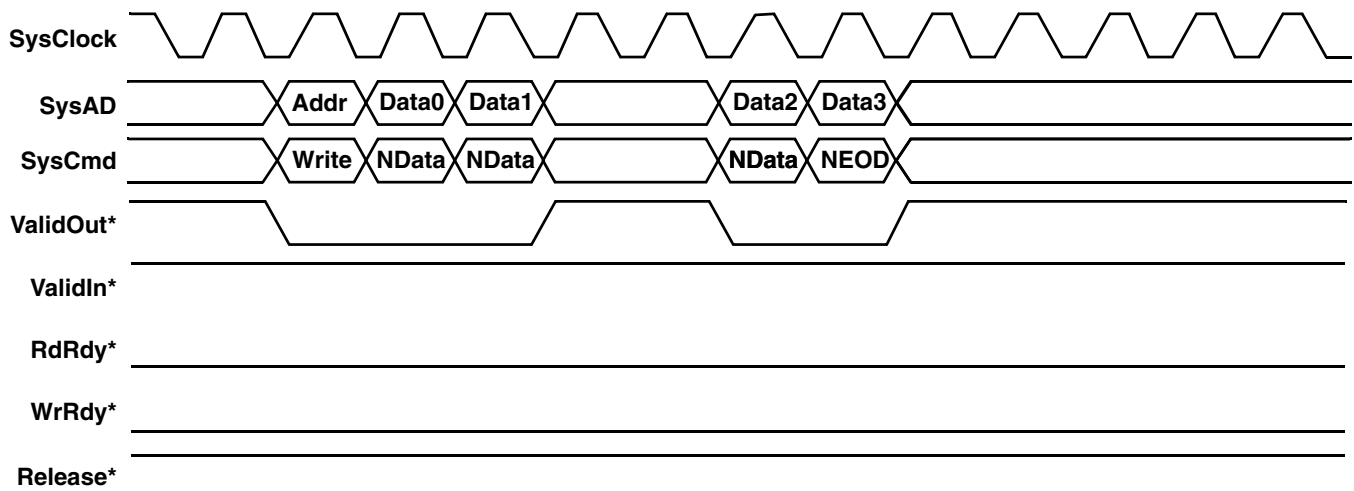 SysClock
SysAD Addr Data0 Data1 Data2 Data3
SysCmd Write NData NData NData NEOD
ValidOut*
ValidIn*
RdRdy*
WrRdy*
Release*